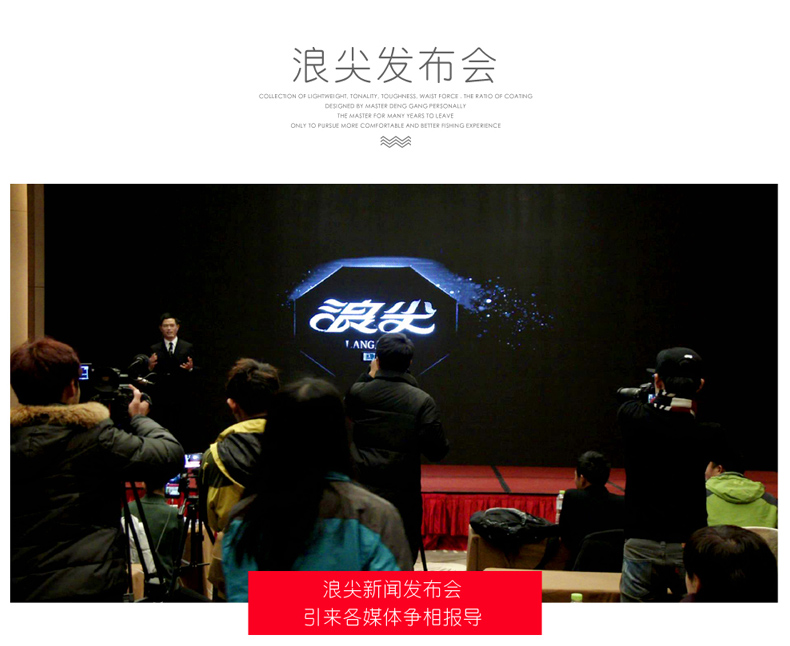 浪尖发布会
COLLECTION OF LIGHTWEIGHT, TONALITY, TOUGHNESS, WAIST FORCE , THE RATIO OF COATING
DESIGNED BY MASTER DENG GANG PERSONALLY
THE MASTER FOR MANY YEARS TO LEAVE
ONLY TO PURSUE MORE COMFORTABLE AND BETTER FISHING EXPERIENCE
浪尖
LANG
浪尖新闻发布会
引来各媒体争相报导